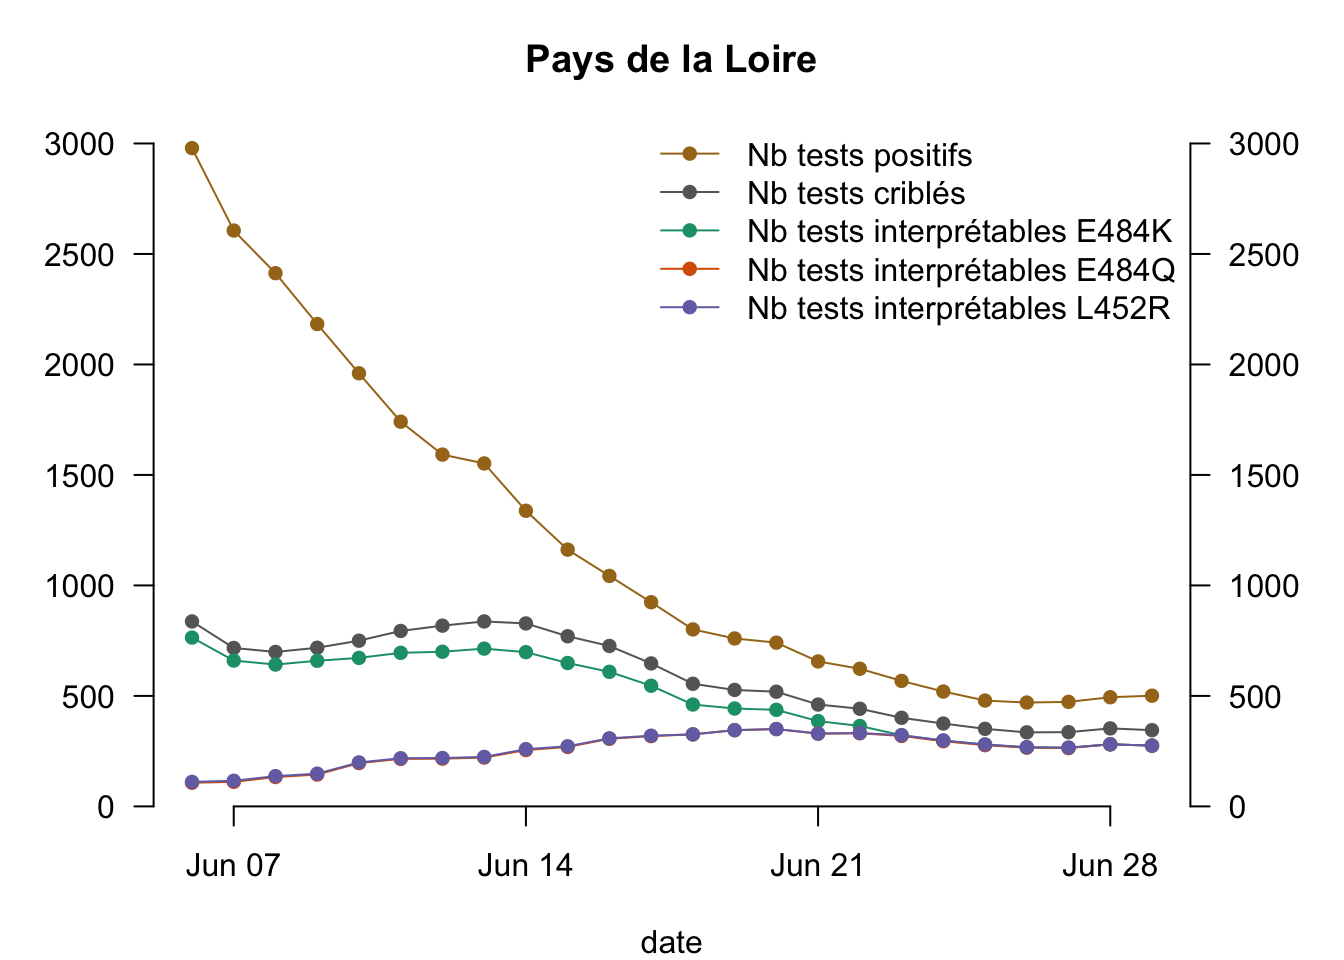 Pays de la Loire
3000
2500
2000
1500
1000
500
0
Nb tests positifs
Nb tests criblés
Nb tests interprétables E484K
Nb tests interprétables E484Q
Nb tests interprétables L452R
3000
2500
2000
1500
1000
500
0
Jun 07 Jun 14 Jun 21 Jun 28
date